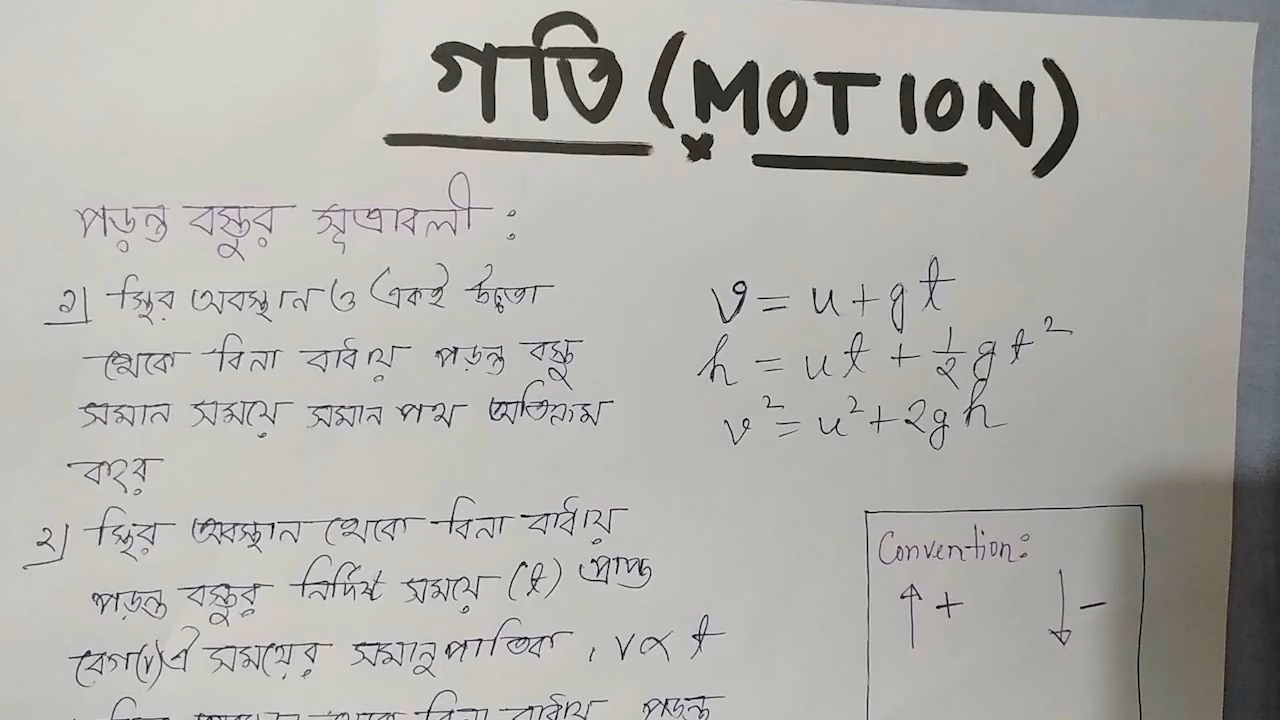 গতি (MOTION)
পড়ন্ত বস্তুর সূত্রাবলী :
১) স্থির অবস্থান ও একই উচ্চতা
থেকে বিনা বাধায় পড়ন্ত বস্তু
সমান সময়ে সমান পথ অতিক্রম
করে
২) স্থির অবস্থান থেকে বিনা বাধায়
পড়ন্ত বস্তুর নির্দিষ্ট সময়ে (t) প্রাপ্ত
বেগ(v) ঐ সময়ের সমানুপাতিক, v ∝ t
থেকে বিনা বাধায় পড়ন্ত
v = u + gt
h = ut + 1/2 gt²
v² = u² + 2gh
Convention:
↑ + ↓ −